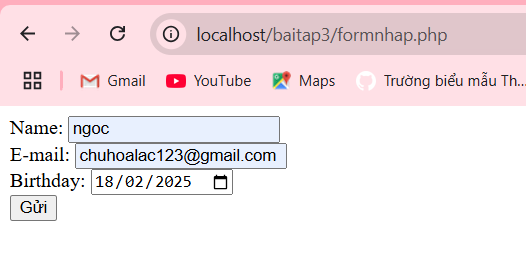 localhost/baitap3/formnhap.php
Gmail YouTube Maps Trường biểu mẫu Th...
Name: ngoc
E-mail: chuhoalac123@gmail.com
Birthday: 18/02/2025
Gửi